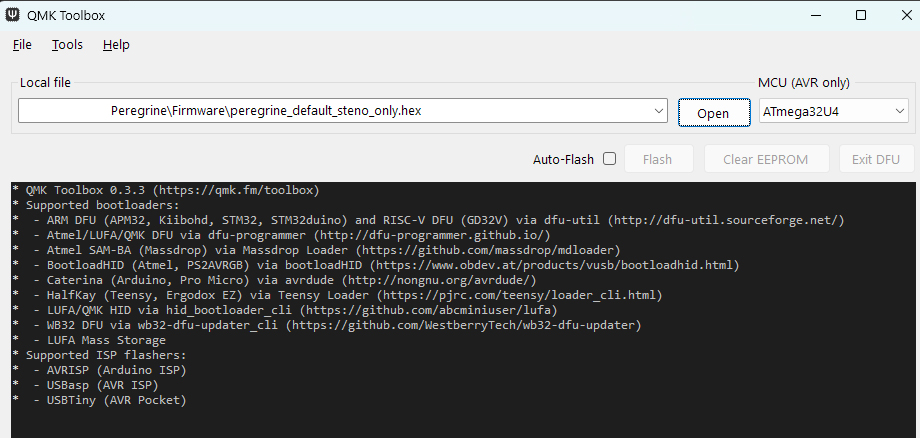 QMK Toolbox
File Tools Help
Local file MCU (AVR only)
Peregrine\Firmware\peregrine_default_steno_only.hex Open ATmega32U4
Auto-Flash Flash Clear EEPROM Exit DFU
* QMK Toolbox 0.3.3 (https://qmk.fm/toolbox)
* Supported bootloaders:
*  - ARM DFU (APM32, Kiibohd, STM32, STM32duino) and RISC-V DFU (GD32V) via dfu-util (http://dfu-util.sourceforge.net/)
*  - Atmel/LUFA/QMK DFU via dfu-programmer (http://dfu-programmer.github.io/)
*  - Atmel SAM-BA (Massdrop) via Massdrop Loader (https://github.com/massdrop/mdloader)
*  - BootloadHID (Atmel, PS2AVRGB) via bootloadHID (https://www.obdev.at/products/vusb/bootloadhid.html)
*  - Caterina (Arduino, Pro Micro) via avrdude (http://nongnu.org/avrdude/)
*  - HalfKay (Teensy, Ergodox EZ) via Teensy Loader (https://pjrc.com/teensy/loader_cli.html)
*  - LUFA/QMK HID via hid_bootloader_cli (https://github.com/abcminiuser/lufa)
*  - WB32 DFU via wb32-dfu-updater_cli (https://github.com/WestberryTech/wb32-dfu-updater)
*  - LUFA Mass Storage
* Supported ISP flashers:
*  - AVRISP (Arduino ISP)
*  - USBasp (AVR ISP)
*  - USBTiny (AVR Pocket)